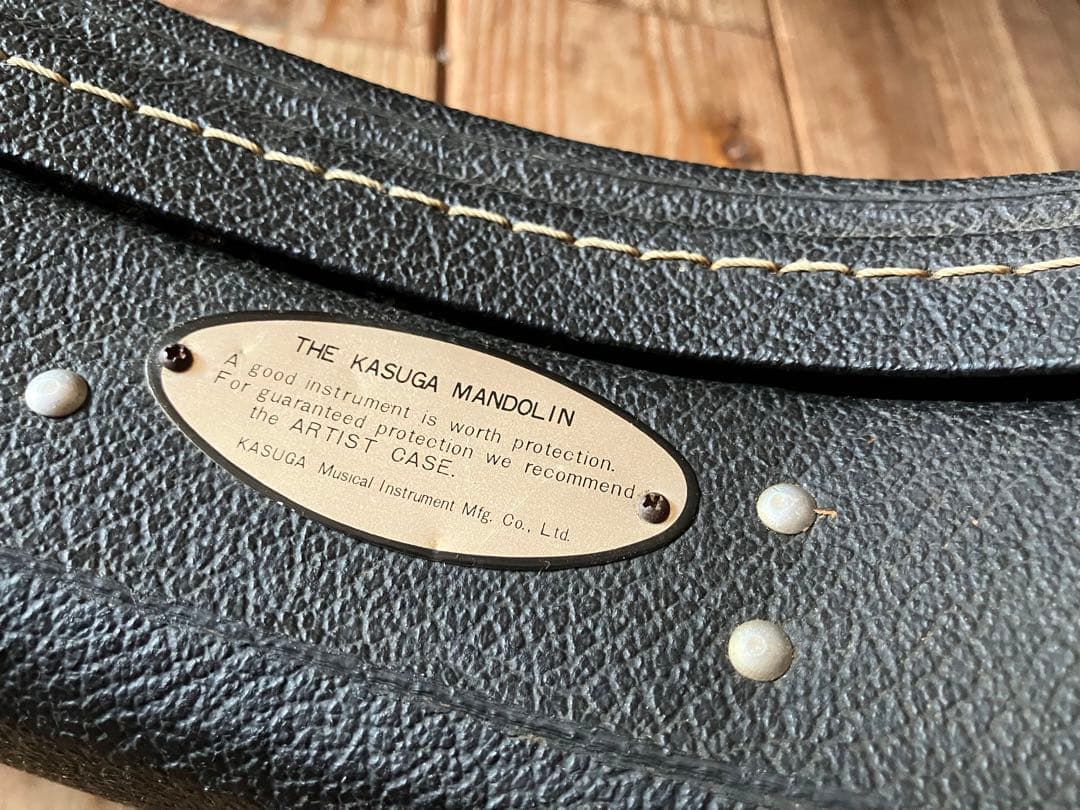 THE KASUGA MANDOLIN
A good instrument is worth protection.
For guaranteed protection we recommend
the ARTIST CASE.
KASUGA Musical Instrument Mfg. Co., Ltd.